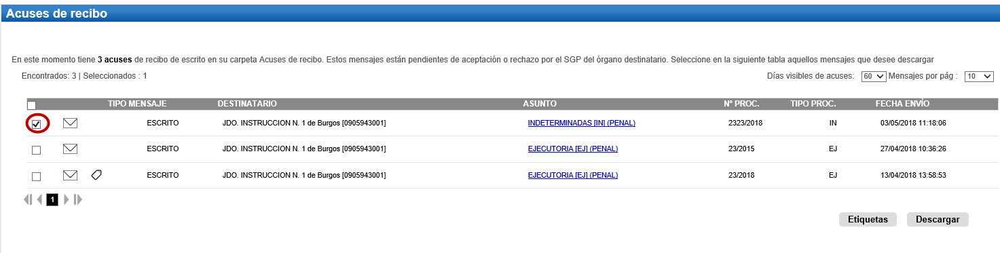 Acuses de recibo
En este momento tiene 3 acuses de recibo de escrito en su carpeta Acuses de recibo. Estos mensajes están pendientes de aceptación o rechazo por el SGP del órgano destinatario. Seleccione en la siguiente tabla aquellos mensajes que desee descargar
Encontrados: 3 | Seleccionados : 1 Días visibles de acuses: 60 Mensajes por pág : 10
TIPO MENSAJE DESTINATARIO ASUNTO Nº PROC. TIPO PROC. FECHA ENVÍO
ESCRITO JDO. INSTRUCCION N. 1 de Burgos [0905943001] INDETERMINADAS [IN] (PENAL) 2323/2018 IN 03/05/2018 11:18:06
ESCRITO JDO. INSTRUCCION N. 1 de Burgos [0905943001] EJECUTORIA [EJ] (PENAL) 23/2015 EJ 27/04/2018 10:36:26
ESCRITO JDO. INSTRUCCION N. 1 de Burgos [0905943001] EJECUTORIA [EJ] (PENAL) 23/2018 EJ 13/04/2018 13:58:53
1
Etiquetas Descargar